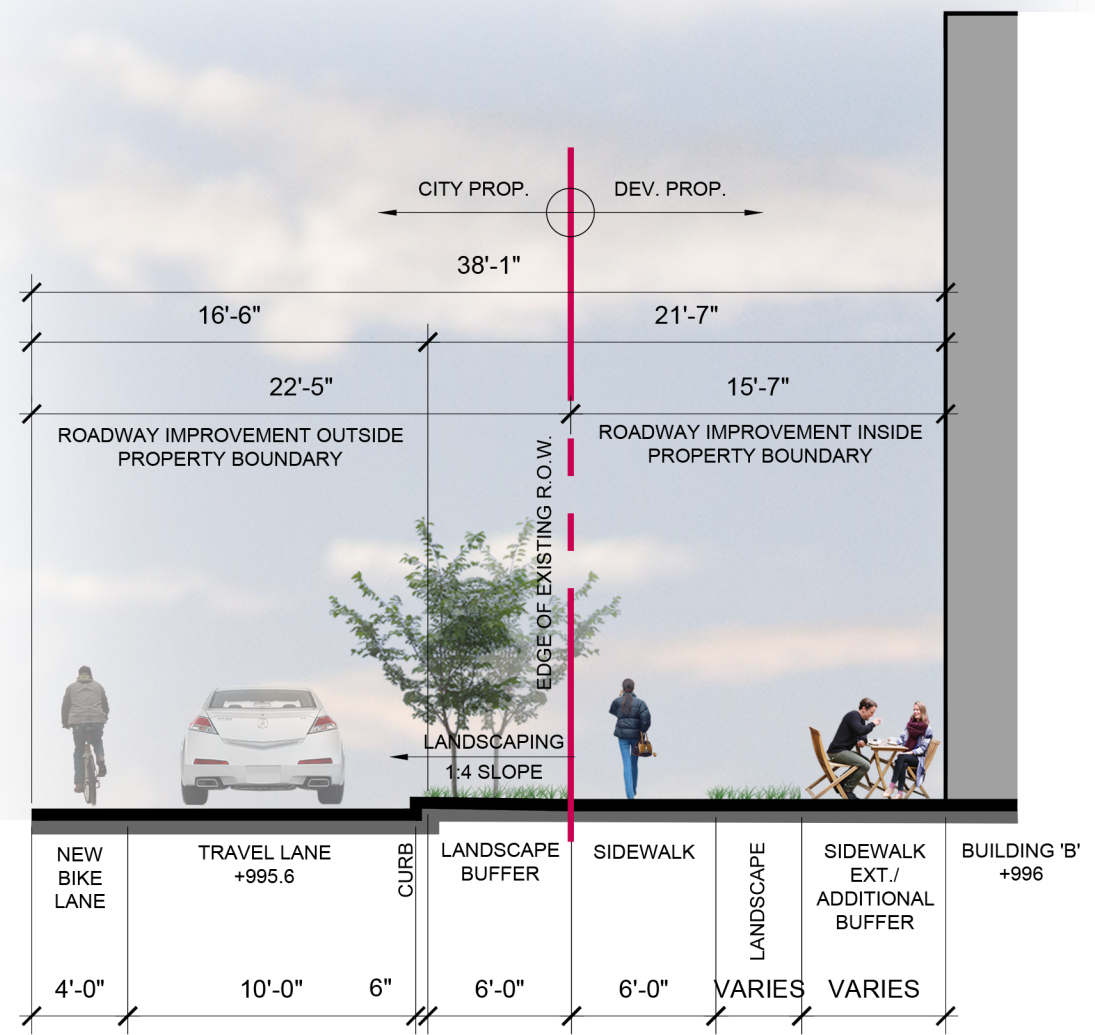 CITY PROP.
DEV. PROP.
38'-1"
16'-6"
21'-7"
22'-5"
15'-7"
ROADWAY IMPROVEMENT OUTSIDE
PROPERTY BOUNDARY
ROADWAY IMPROVEMENT INSIDE
PROPERTY BOUNDARY
EDGE OF EXISTING R.O.W.
LANDSCAPING
1:4 SLOPE
NEW
BIKE
LANE
TRAVEL LANE
+995.6
CURB
LANDSCAPE
BUFFER
SIDEWALK
LANDSCAPE
SIDEWALK
EXT./
ADDITIONAL
BUFFER
BUILDING 'B'
+996
4'-0"
10'-0"
6"
6'-0"
6'-0"
VARIES
VARIES